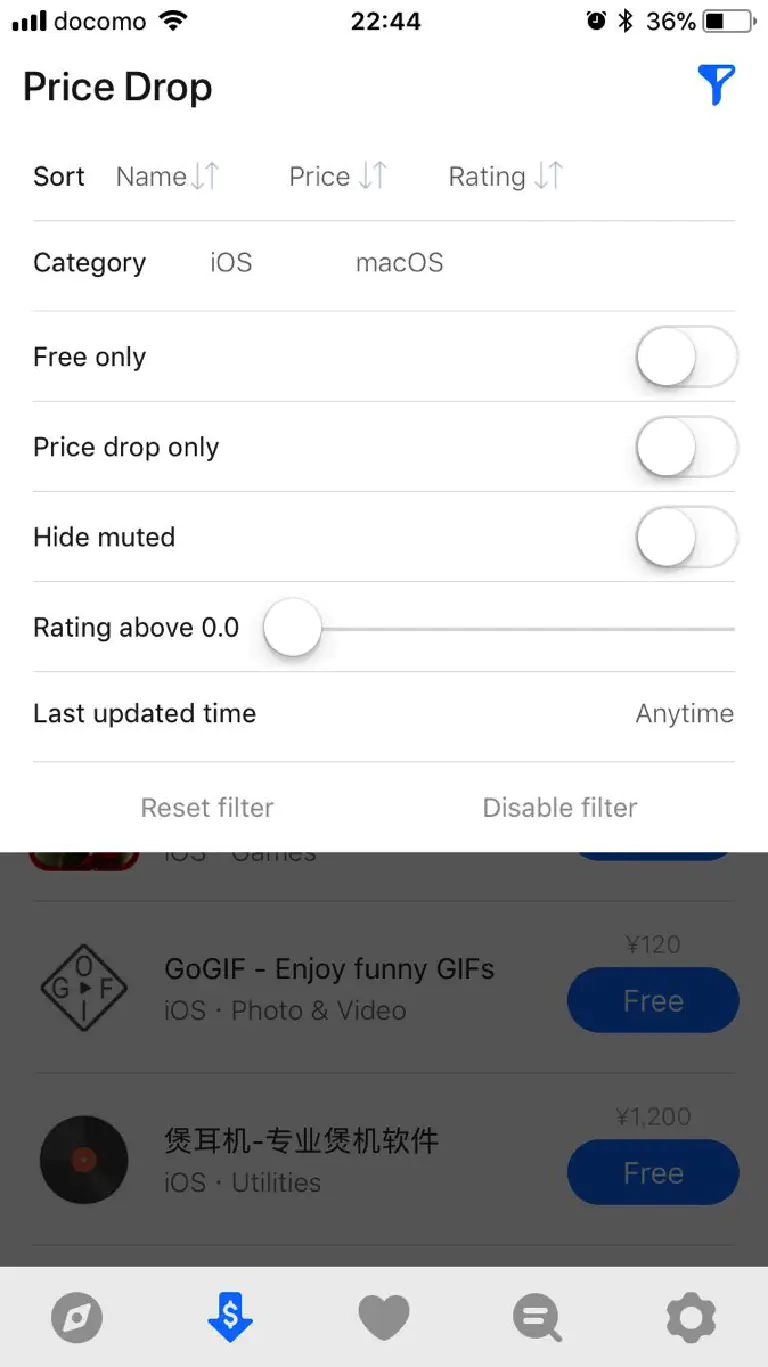 docomo 22:44 36%
Price Drop
Sort Name Price Rating
Category iOS macOS
Free only
Price drop only
Hide muted
Rating above 0.0
Last updated time Anytime
Reset filter Disable filter
iOS · Games
¥120
GoGIF - Enjoy funny GIFs
Free
iOS · Photo & Video
¥1,200
煲耳机-专业煲机软件
Free
iOS · Utilities